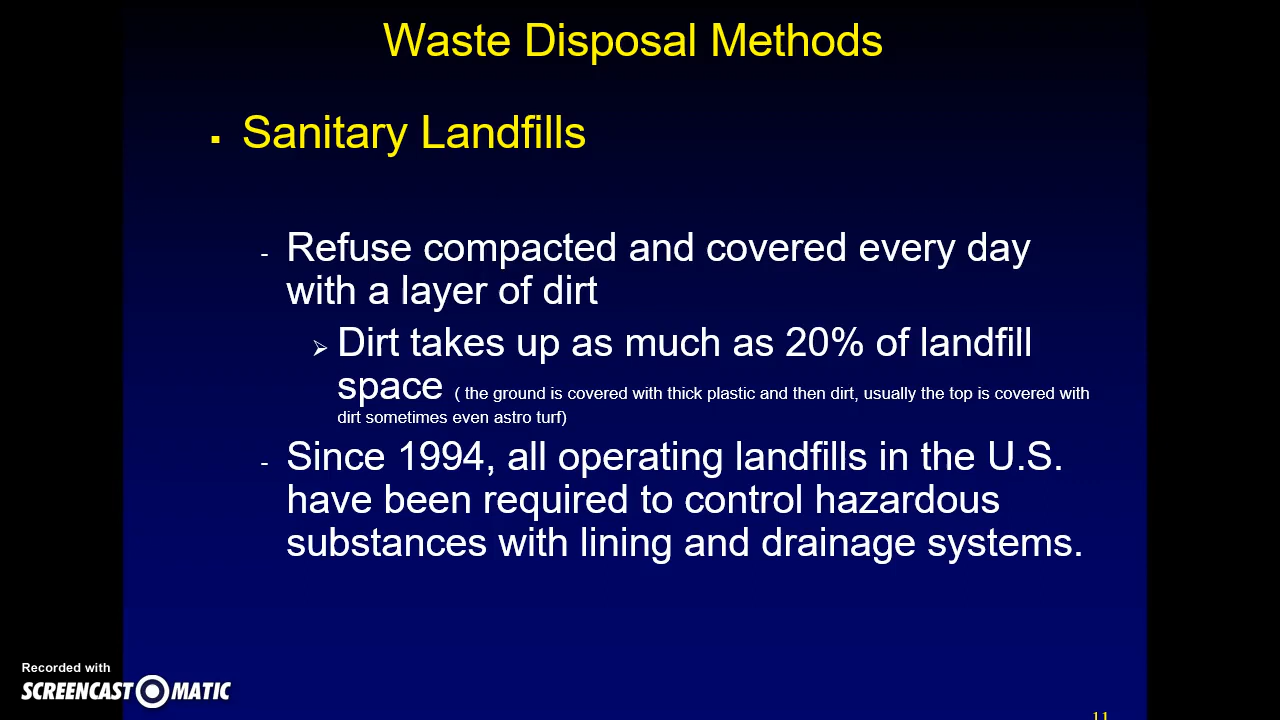 Waste Disposal Methods
▪ Sanitary Landfills
- Refuse compacted and covered every day
with a layer of dirt
➢ Dirt takes up as much as 20% of landfill
space ( the ground is covered with thick plastic and then dirt, usually the top is covered with
dirt sometimes even astro turf)
- Since 1994, all operating landfills in the U.S.
have been required to control hazardous
substances with lining and drainage systems.
Recorded with
SCREENCAST O MATIC
11